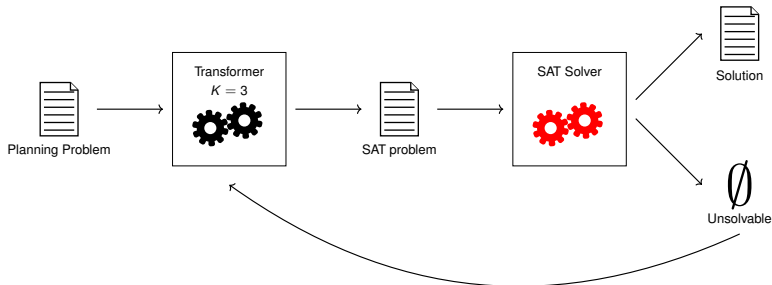 Planning Problem
Transformer
K = 3
SAT problem
SAT Solver
Solution
∅
Unsolvable